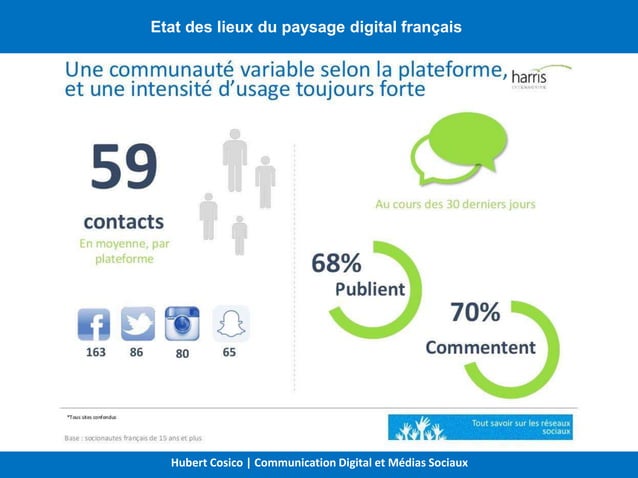 Etat des lieux du paysage digital français
Une communauté variable selon la plateforme,
et une intensité d'usage toujours forte
harris
59
contacts
En moyenne, par
plateforme
163
86
80
65
Au cours des 30 derniers jours
68%
Publient
70%
Commentent
*Tous sites confondus
Base : socionautes français de 15 ans et plus
Tout savoir sur les réseaux
sociaux
Hubert Cosico | Communication Digital et Médias Sociaux